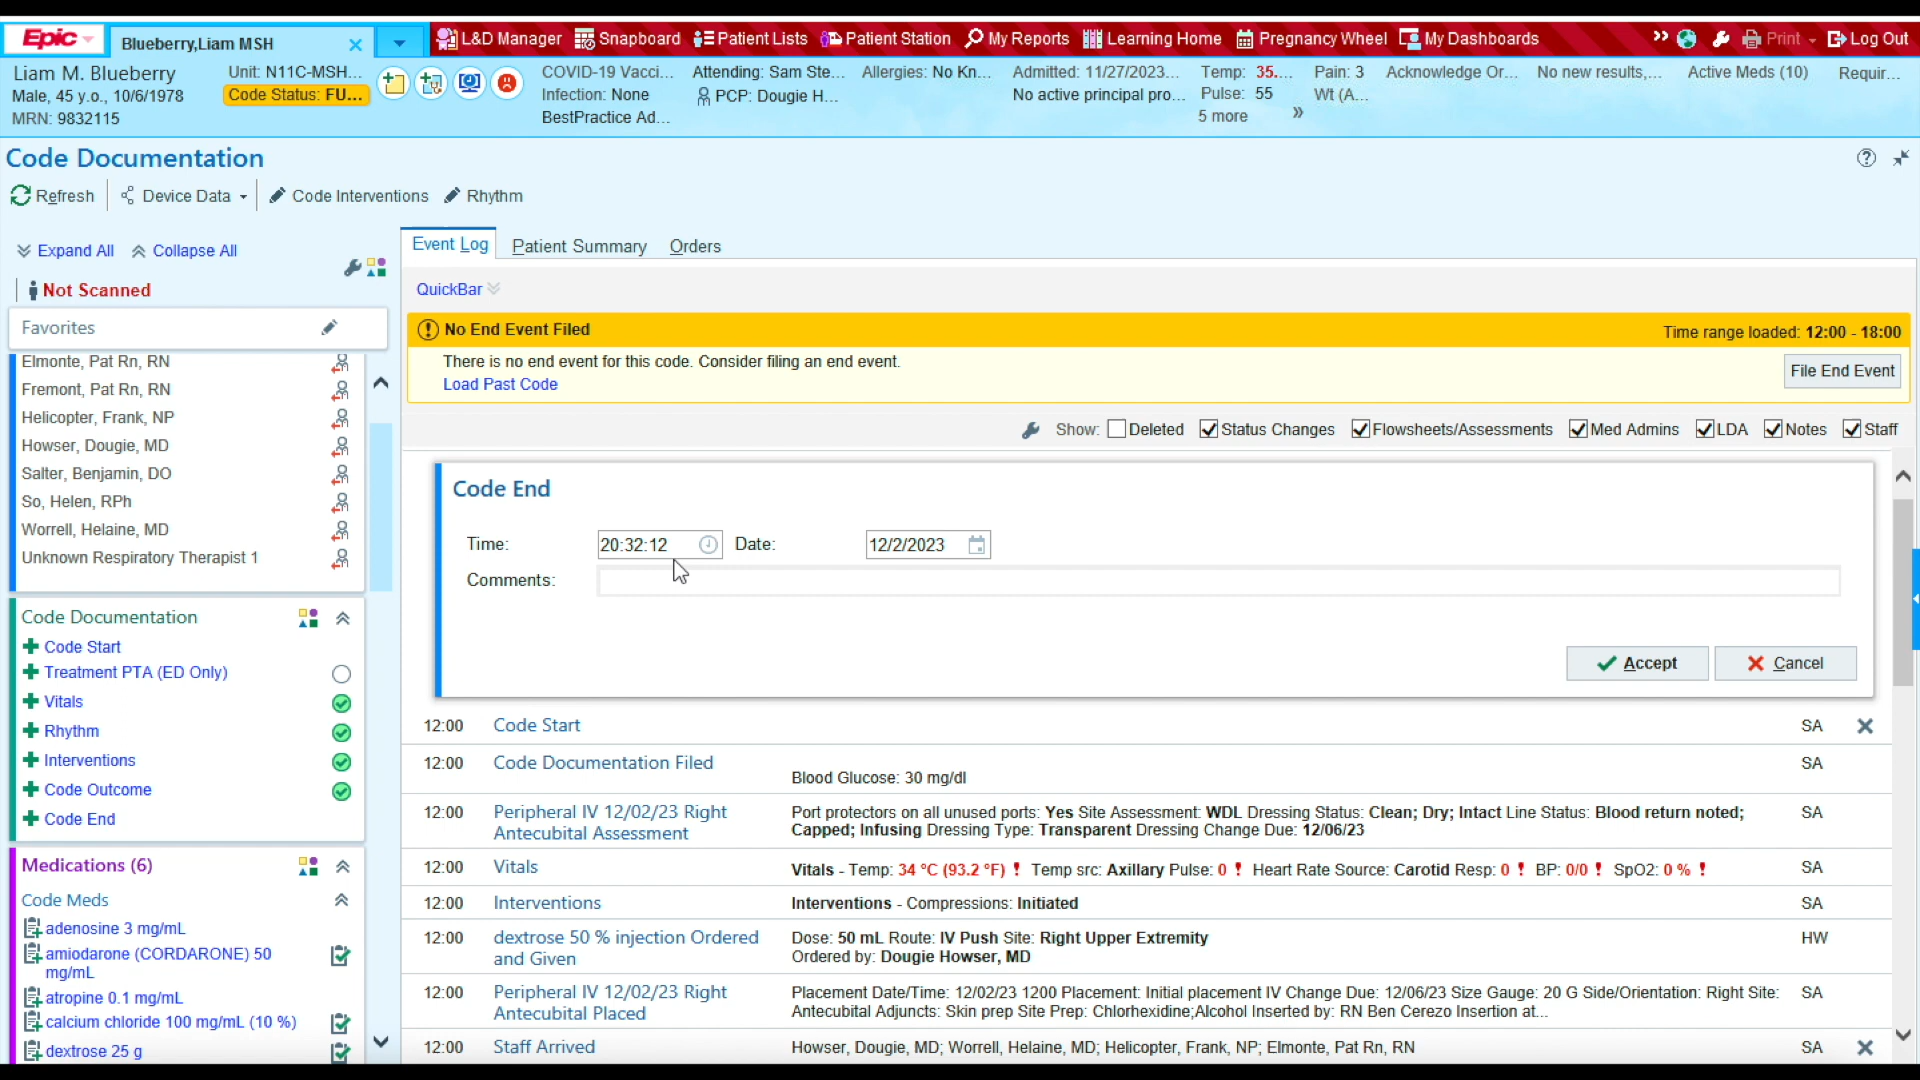 Epic
Blueberry,Liam MSH
L&D Manager Snapboard Patient Lists Patient Station My Reports Learning Home Pregnancy Wheel My Dashboards Print Log Out
Liam M. Blueberry
Male, 45 y.o., 10/6/1978
MRN: 9832115
Unit: N11C-MSH...
Code Status: FU...
COVID-19 Vacci...
Infection: None
BestPractice Ad...
Attending: Sam Ste...
PCP: Dougie H...
Allergies: No Kn...
Admitted: 11/27/2023...
No active principal pro...
Temp: 35....
Pulse: 55
5 more
Pain: 3
Wt (A...
Acknowledge Or...
No new results,...
Active Meds (10)
Requir...
Code Documentation
Refresh Device Data Code Interventions Rhythm
Expand All Collapse All
Not Scanned
Favorites
Elmonte, Pat Rn, RN
Fremont, Pat Rn, RN
Helicopter, Frank, NP
Howser, Dougie, MD
Salter, Benjamin, DO
So, Helen, RPh
Worrell, Helaine, MD
Unknown Respiratory Therapist 1
Code Documentation
Code Start
Treatment PTA (ED Only)
Vitals
Rhythm
Interventions
Code Outcome
Code End
Medications (6)
Code Meds
adenosine 3 mg/mL
amiodarone (CORDARONE) 50
mg/mL
atropine 0.1 mg/mL
calcium chloride 100 mg/mL (10 %)
dextrose 25 g
Event Log Patient Summary Orders
QuickBar
No End Event Filed
Time range loaded: 12:00 - 18:00
There is no end event for this code. Consider filing an end event.
Load Past Code
File End Event
Show: Deleted Status Changes Flowsheets/Assessments Med Admins LDA Notes Staff
Code End
Time: 20:32:12 Date: 12/2/2023
Comments:
Accept Cancel
12:00 Code Start SA
12:00 Code Documentation Filed SA
Blood Glucose: 30 mg/dl
12:00 Peripheral IV 12/02/23 Right Port protectors on all unused ports: Yes Site Assessment: WDL Dressing Status: Clean; Dry; Intact Line Status: Blood return noted; SA
Antecubital Assessment Capped; Infusing Dressing Type: Transparent Dressing Change Due: 12/06/23
12:00 Vitals Vitals - Temp: 34 °C (93.2 °F) ! Temp src: Axillary Pulse: 0 ! Heart Rate Source: Carotid Resp: 0 ! BP: 0/0 ! SpO2: 0 % ! SA
12:00 Interventions Interventions - Compressions: Initiated SA
12:00 dextrose 50 % injection Ordered Dose: 50 mL Route: IV Push Site: Right Upper Extremity HW
and Given Ordered by: Dougie Howser, MD
12:00 Peripheral IV 12/02/23 Right Placement Date/Time: 12/02/23 1200 Placement: Initial placement IV Change Due: 12/06/23 Size Gauge: 20 G Side/Orientation: Right Site: SA
Antecubital Placed Antecubital Adjuncts: Skin prep Site Prep: Chlorhexidine;Alcohol Inserted by: RN Ben Cerezo Insertion at...
12:00 Staff Arrived Howser, Dougie, MD; Worrell, Helaine, MD; Helicopter, Frank, NP; Elmonte, Pat Rn, RN SA